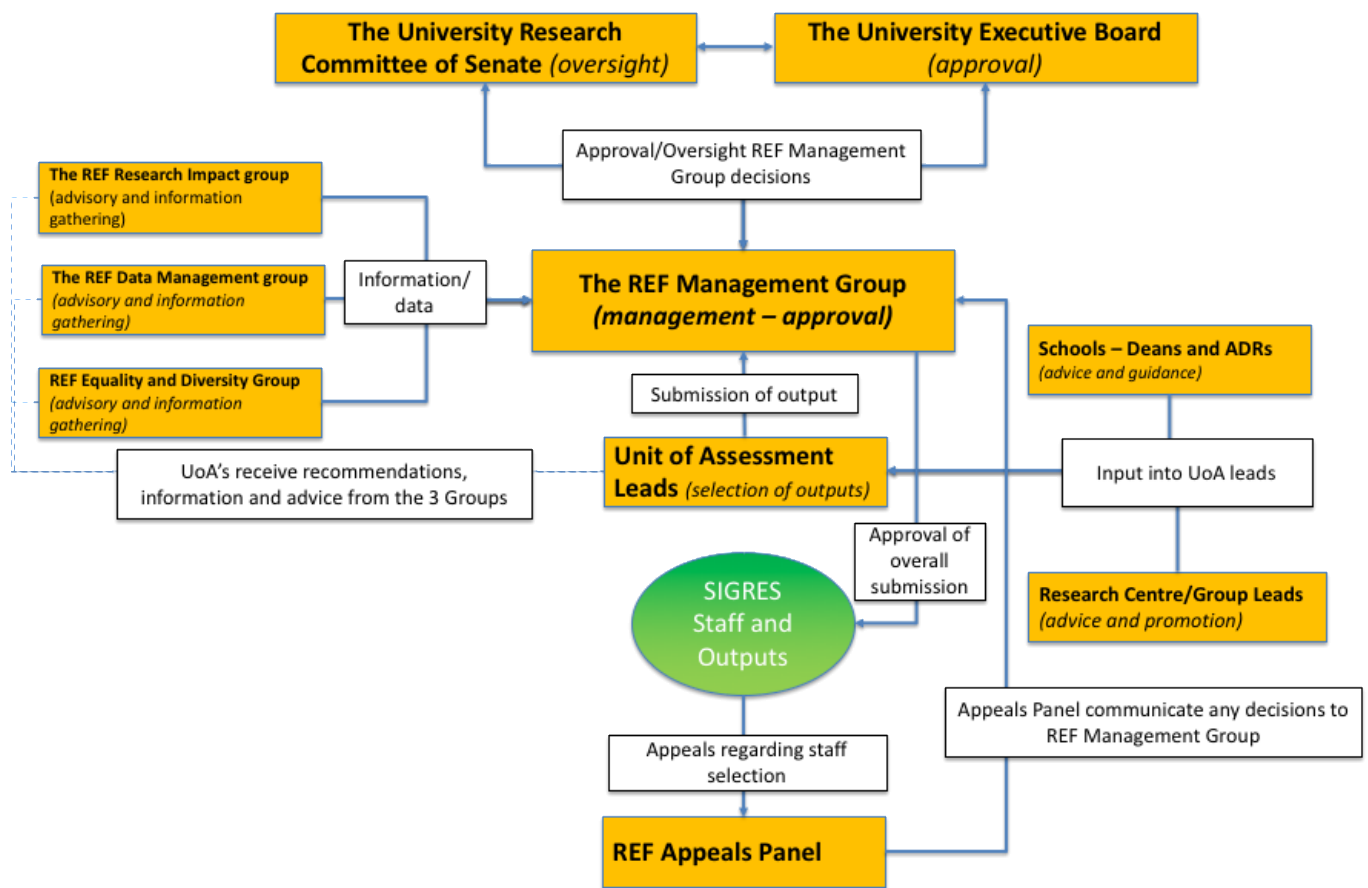 The University Research
Committee of Senate (oversight)
The University Executive Board
(approval)
Approval/Oversight REF Management
Group decisions
The REF Research Impact group
(advisory and information
gathering)
The REF Data Management group
(advisory and information
gathering)
REF Equality and Diversity Group
(advisory and information
gathering)
Information/
data
The REF Management Group
(management – approval)
Schools – Deans and ADRs
(advice and guidance)
Submission of output
Unit of Assessment
Leads (selection of outputs)
UoA's receive recommendations,
information and advice from the 3 Groups
Input into UoA leads
Approval of
overall
submission
SIGRES
Staff and
Outputs
Research Centre/Group Leads
(advice and promotion)
Appeals Panel communicate any decisions to
REF Management Group
Appeals regarding staff
selection
REF Appeals Panel